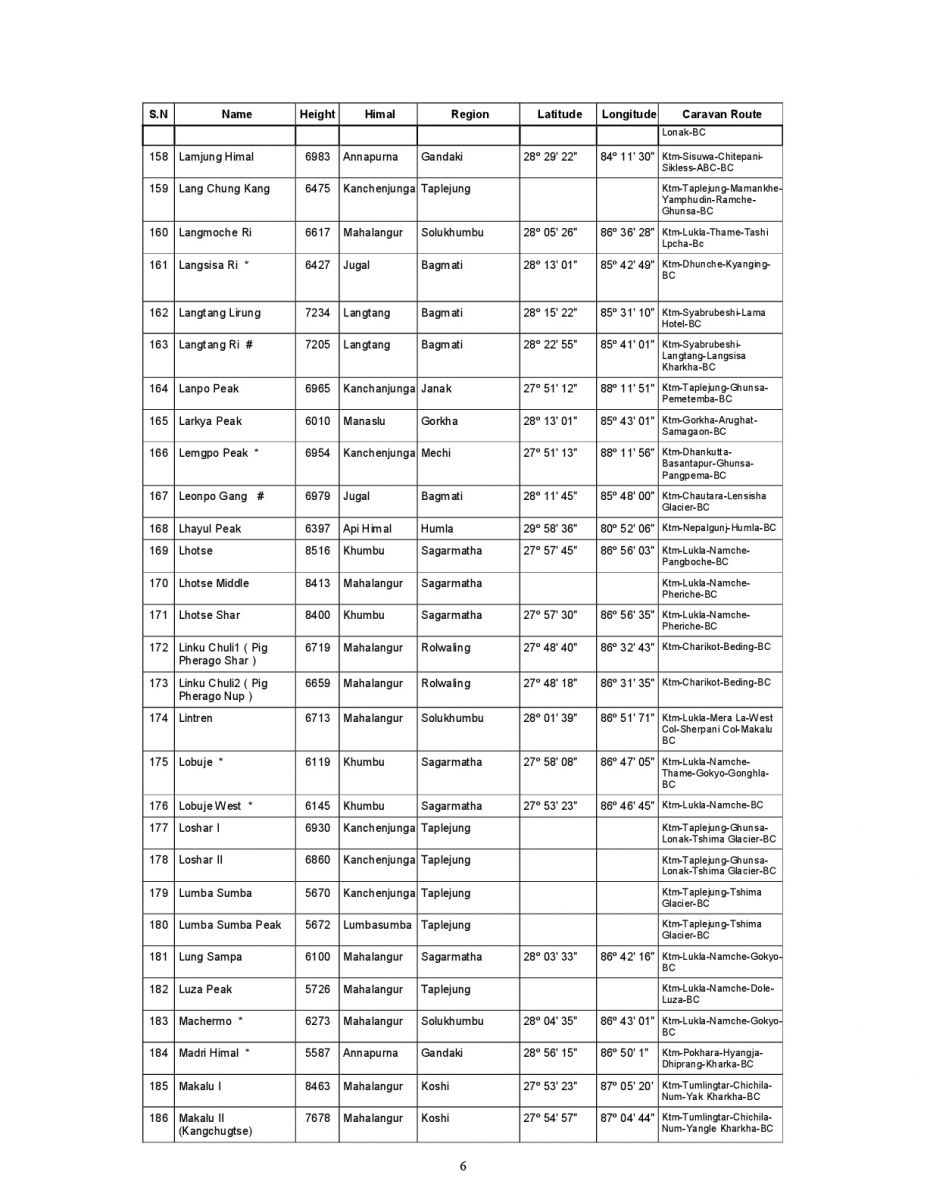 S.N Name Height Himal Region Latitude Longitude Caravan Route
Lonak-BC
158 Lamjung Himal 6983 Annapurna Gandaki 28° 29' 22" 84° 11' 30" Ktm-Sisuwa-Chitepani-
Sikless-ABC-BC
159 Lang Chung Kang 6475 Kanchenjunga Taplejung Ktm-Taplejung-Mamankhe-
Yamphudin-Ramche-
Ghunsa-BC
160 Langmoche Ri 6617 Mahalangur Solukhumbu 28° 05' 26" 86° 36' 28" Ktm-Lukla-Thame-Tashi
Lpcha-Bc
161 Langsisa Ri * 6427 Jugal Bagmati 28° 13' 01" 85° 42' 49" Ktm-Dhunche-Kyanging-
BC
162 Langtang Lirung 7234 Langtang Bagmati 28° 15' 22" 85° 31' 10" Ktm-Syabrubeshi-Lama
Hotel-BC
163 Langtang Ri # 7205 Langtang Bagmati 28° 22' 55" 85° 41' 01" Ktm-Syabrubeshi-
Langtang-Langsisa
Kharkha-BC
164 Lanpo Peak 6965 Kanchanjunga Janak 27° 51' 12" 88° 11' 51" Ktm-Taplejung-Ghunsa-
Pemetemba-BC
165 Larkya Peak 6010 Manaslu Gorkha 28° 13' 01" 85° 43' 01" Ktm-Gorkha-Arughat-
Samagaon-BC
166 Lemgpo Peak * 6954 Kanchenjunga Mechi 27° 51' 13" 88° 11' 56" Ktm-Dhankutta-
Basantapur-Ghunsa-
Pangpema-BC
167 Leonpo Gang # 6979 Jugal Bagmati 28° 11' 45" 85° 48' 00" Ktm-Chautara-Lensisha
Glacier-BC
168 Lhayul Peak 6397 Api Himal Humla 29° 58' 36" 80° 52' 06" Ktm-Nepalgunj-Humla-BC
169 Lhotse 8516 Khumbu Sagarmatha 27° 57' 45" 86° 56' 03" Ktm-Lukla-Namche-
Pangboche-BC
170 Lhotse Middle 8413 Mahalangur Sagarmatha Ktm-Lukla-Namche-
Pheriche-BC
171 Lhotse Shar 8400 Khumbu Sagarmatha 27° 57' 30" 86° 56' 35" Ktm-Lukla-Namche-
Pheriche-BC
172 Linku Chuli1 ( Pig 6719 Mahalangur Rolwaling 27° 48' 40" 86° 32' 43" Ktm-Charikot-Beding-BC
Pherago Shar )
173 Linku Chuli2 ( Pig 6659 Mahalangur Rolwaling 27° 48' 18" 86° 31' 35" Ktm-Charikot-Beding-BC
Pherago Nup )
174 Lintren 6713 Mahalangur Solukhumbu 28° 01' 39" 86° 51' 71" Ktm-Lukla-Mera La-West
Col-Sherpani Col-Makalu
BC
175 Lobuje * 6119 Khumbu Sagarmatha 27° 58' 08" 86° 47' 05" Ktm-Lukla-Namche-
Thame-Gokyo-Gonghla-
BC
176 Lobuje West * 6145 Khumbu Sagarmatha 27° 53' 23" 86° 46' 45" Ktm-Lukla-Namche-BC
177 Loshar I 6930 Kanchenjunga Taplejung Ktm-Taplejung-Ghunsa-
Lonak-Tshima Glacier-BC
178 Loshar II 6860 Kanchenjunga Taplejung Ktm-Taplejung-Ghunsa-
Lonak-Tshima Glacier-BC
179 Lumba Sumba 5670 Kanchenjunga Taplejung Ktm-Taplejung-Tshima
Glacier-BC
180 Lumba Sumba Peak 5672 Lumbasumba Taplejung Ktm-Taplejung-Tshima
Glacier-BC
181 Lung Sampa 6100 Mahalangur Sagarmatha 28° 03' 33" 86° 42' 16" Ktm-Lukla-Namche-Gokyo-
BC
182 Luza Peak 5726 Mahalangur Taplejung Ktm-Lukla-Namche-Dole-
Luza-BC
183 Machermo * 6273 Mahalangur Solukhumbu 28° 04' 35" 86° 43' 01" Ktm-Lukla-Namche-Gokyo-
BC
184 Madri Himal * 5587 Annapurna Gandaki 28° 56' 15" 86° 50' 1" Ktm-Pokhara-Hyangja-
Dhiprang-Kharka-BC
185 Makalu I 8463 Mahalangur Koshi 27° 53' 23" 87° 05' 20' Ktm-Tumlingtar-Chichila-
Num-Yak Kharkha-BC
186 Makalu II 7678 Mahalangur Koshi 27° 54' 57" 87° 04' 44" Ktm-Tumlingtar-Chichila-
(Kangchugtse) Num-Yangle Kharkha-BC
6